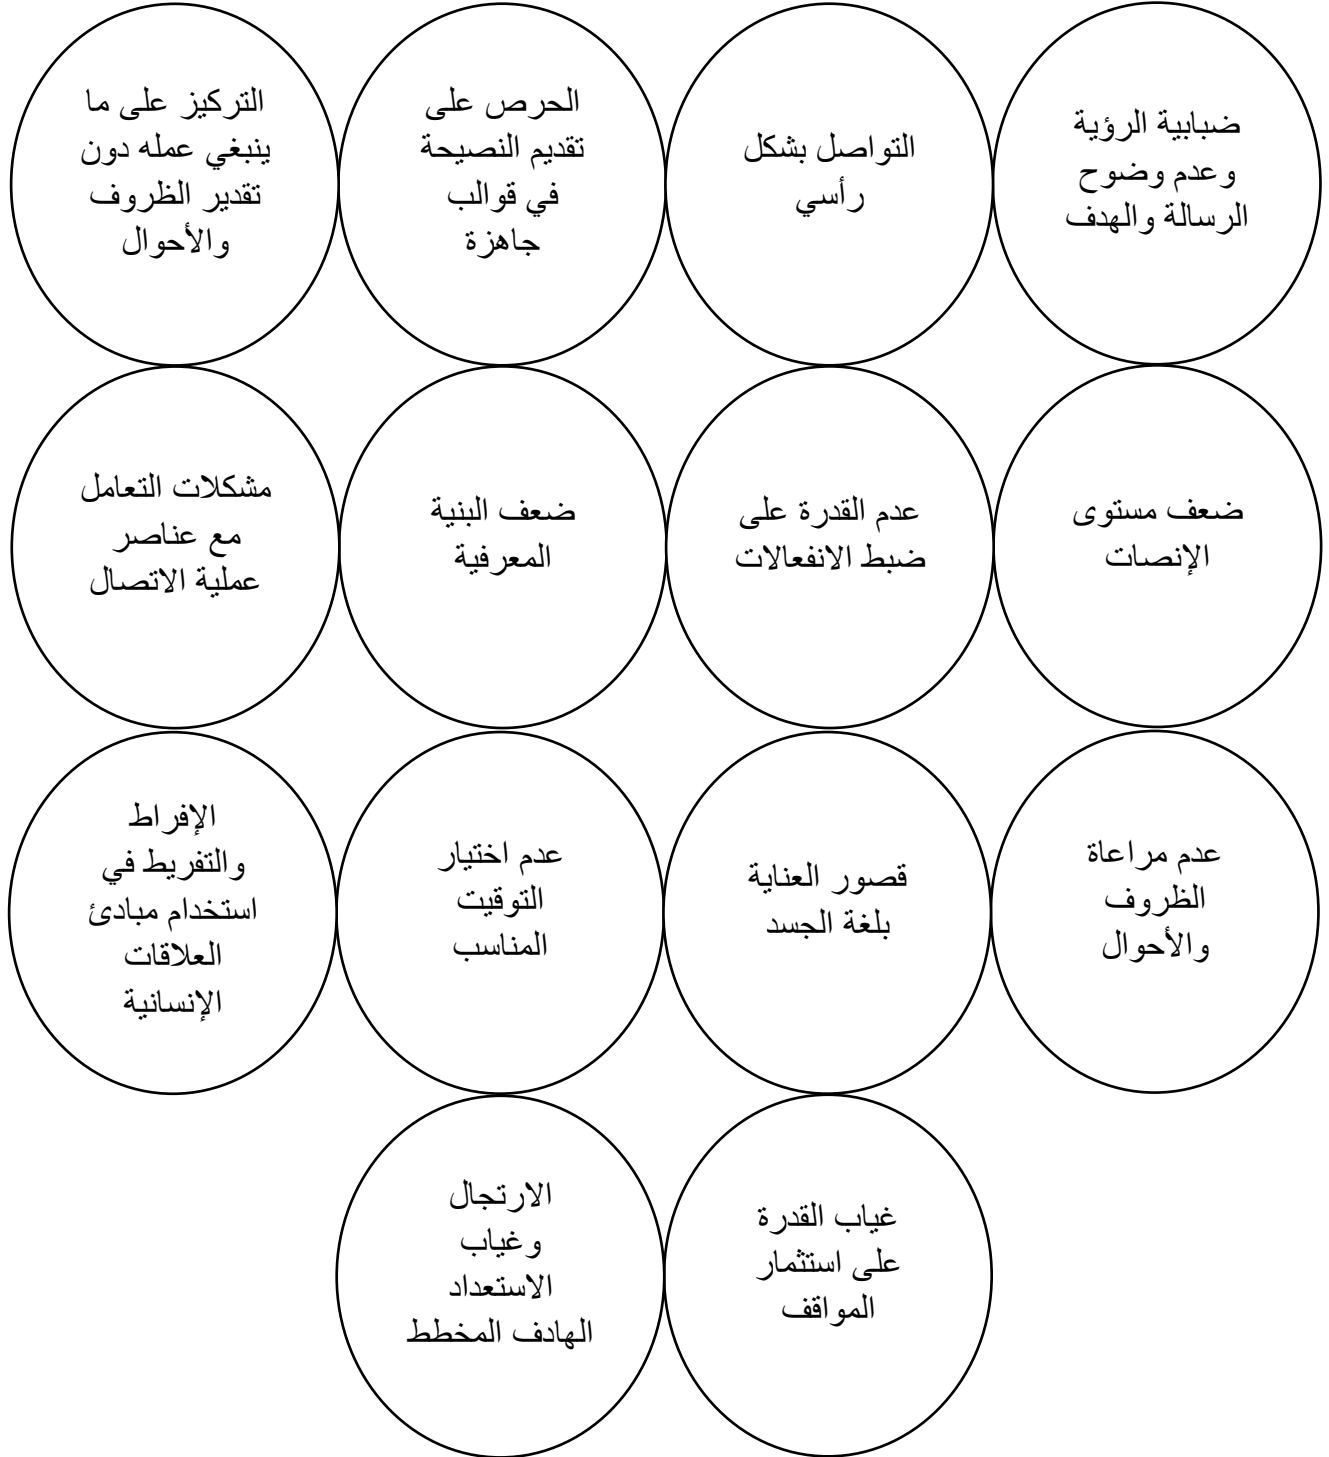 ضبابية الرؤية
وعدم وضوح
الرسالة والهدف
التواصل بشكل
رأسي
الحرص على
تقديم النصيحة
في قوالب
جاهزة
التركيز على ما
ينبغي عمله دون
تقدير الظروف
والأحوال
ضعف مستوى
الإنصات
عدم القدرة على
ضبط الانفعالات
ضعف البنية
المعرفية
مشكلات التعامل
مع عناصر
عملية الاتصال
عدم مراعاة
الظروف
والأحوال
قصور العناية
بلغة الجسد
عدم اختيار
التوقيت
المناسب
الإفراط
والتفريط في
استخدام مبادئ
العلاقات
الإنسانية
غياب القدرة
على استثمار
المواقف
الارتجال
وغياب
الاستعداد
الهادف المخطط